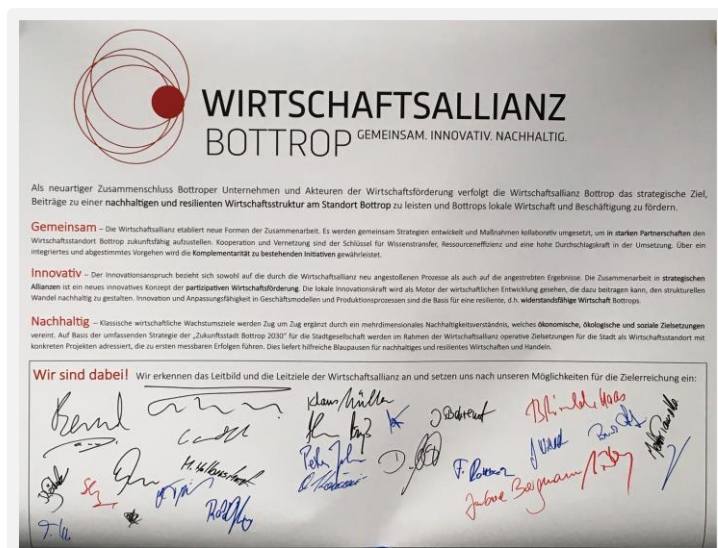 WIRTSCHAFTSALLIANZ
BOTTROP GEMEINSAM. INNOVATIV. NACHHALTIG.
Als neuartiger Zusammenschluss Bottroper Unternehmen und Akteuren der Wirtschaftsförderung verfolgt die Wirtschaftsallianz Bottrop das strategische Ziel,
Beiträge zu einer nachhaltigen und resilienten Wirtschaftsstruktur am Standort Bottrop zu leisten und Bottrops lokale Wirtschaft und Beschäftigung zu fördern.
Gemeinsam – Die Wirtschaftsallianz etabliert neue Formen der Zusammenarbeit. Es werden gemeinsam Strategien entwickelt und Maßnahmen kollaborativ umgesetzt, um in starken Partnerschaften den
Wirtschaftsstandort Bottrop zukunftsfähig aufzustellen. Kooperation und Vernetzung sind der Schlüssel für Wissenstransfer, Ressourceneffizienz und eine hohe Durchschlagskraft in der Umsetzung. Über ein
integriertes und abgestimmtes Vorgehen wird die Komplementarität zu bestehenden Initiativen gewährleistet.
Innovativ – Der Innovationsanspruch bezieht sich sowohl auf die durch die Wirtschaftsallianz neu angestoßenen Prozesse als auch auf die angestrebten Ergebnisse. Die Zusammenarbeit in strategischen
Allianzen ist ein neues innovatives Konzept der partizipativen Wirtschaftsförderung. Die lokale Innovationskraft wird als Motor der wirtschaftlichen Entwicklung gesehen, die dazu beitragen kann, den strukturellen
Wandel nachhaltig zu gestalten. Innovation und Anpassungsfähigkeit in Geschäftsmodellen und Produktionsprozessen sind die Basis für eine resiliente, d.h. widerstandsfähige Wirtschaft Bottrops.
Nachhaltig – Klassische wirtschaftliche Wachstumsziele werden Zug um Zug ergänzt durch ein mehrdimensionales Nachhaltigkeitsverständnis, welches ökonomische, ökologische und soziale Zielsetzungen
vereint. Auf Basis der umfassenden Strategie der „Zukunftsstadt Bottrop 2030“ für die Stadtgesellschaft werden im Rahmen der Wirtschaftsallianz operative Zielsetzungen für die Stadt als Wirtschaftsstandort mit
konkreten Projekten adressiert, die zu ersten messbaren Erfolgen führen. Dies liefert hilfreiche Blaupausen für nachhaltiges und resilientes Wirtschaften und Handeln.
Wir sind dabei! Wir erkennen das Leitbild und die Leitziele der Wirtschaftsallianz an und setzen uns nach unseren Möglichkeiten für die Zielerreichung ein:
Klaus Müller
Bernd
Peter John
Bergmann